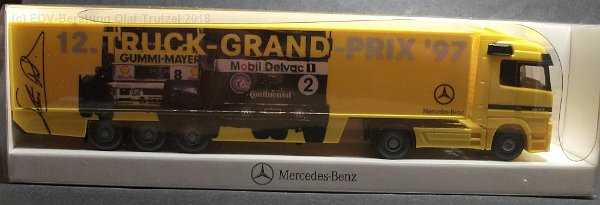 (c) EDV-Beratung Olaf Trutzel 2018
12. TRUCK-GRAND-PRIX '97
GUMMI-MAYER
8
Mobil Delvac 1
2
Continental
Mercedes-Benz
Mercedes-Benz